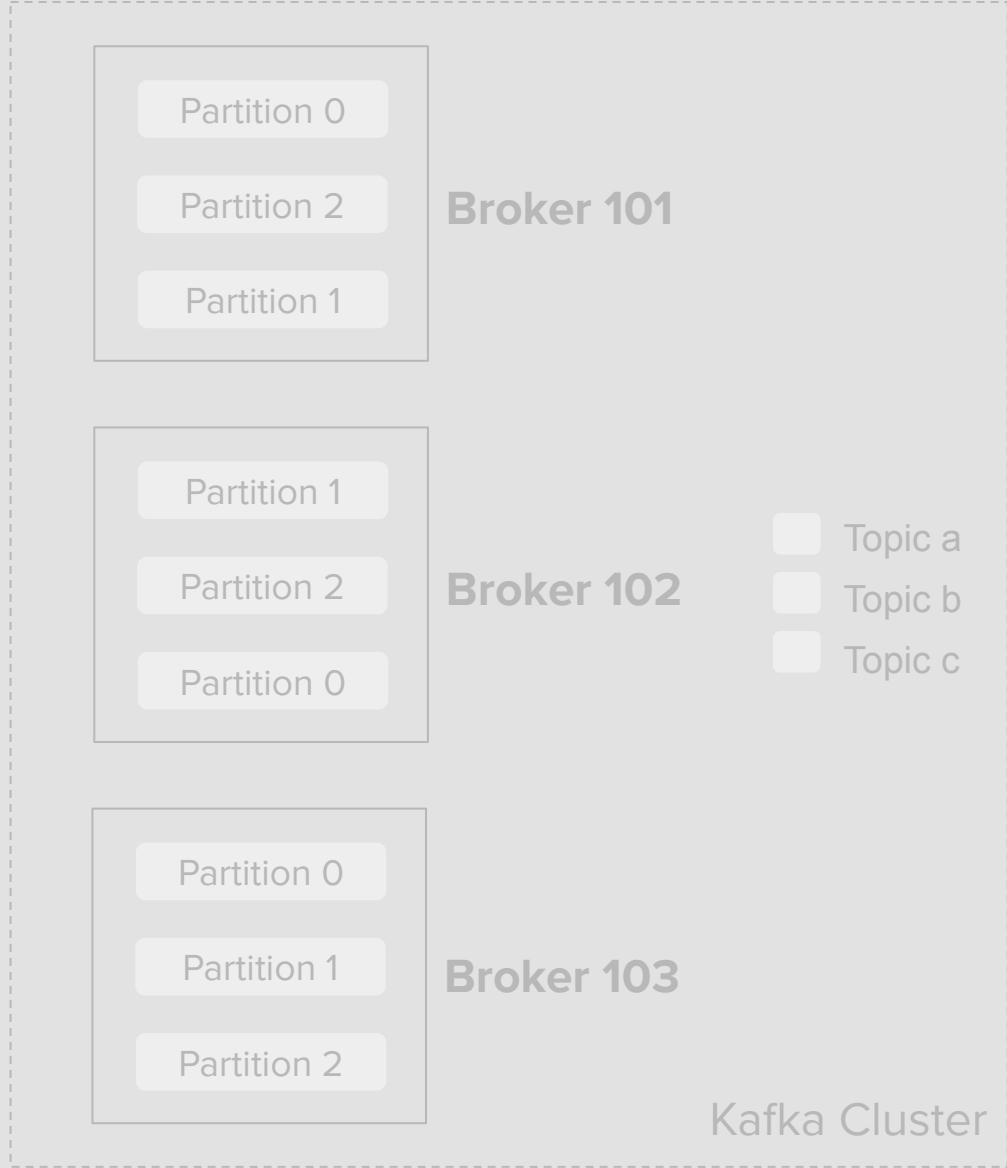 Partition 0
Partition 2
Broker 101
Partition 1
Partition 1
Partition 2
Broker 102
Partition 0
Topic a
Topic b
Topic c
Partition 0
Partition 1
Broker 103
Partition 2
Kafka Cluster